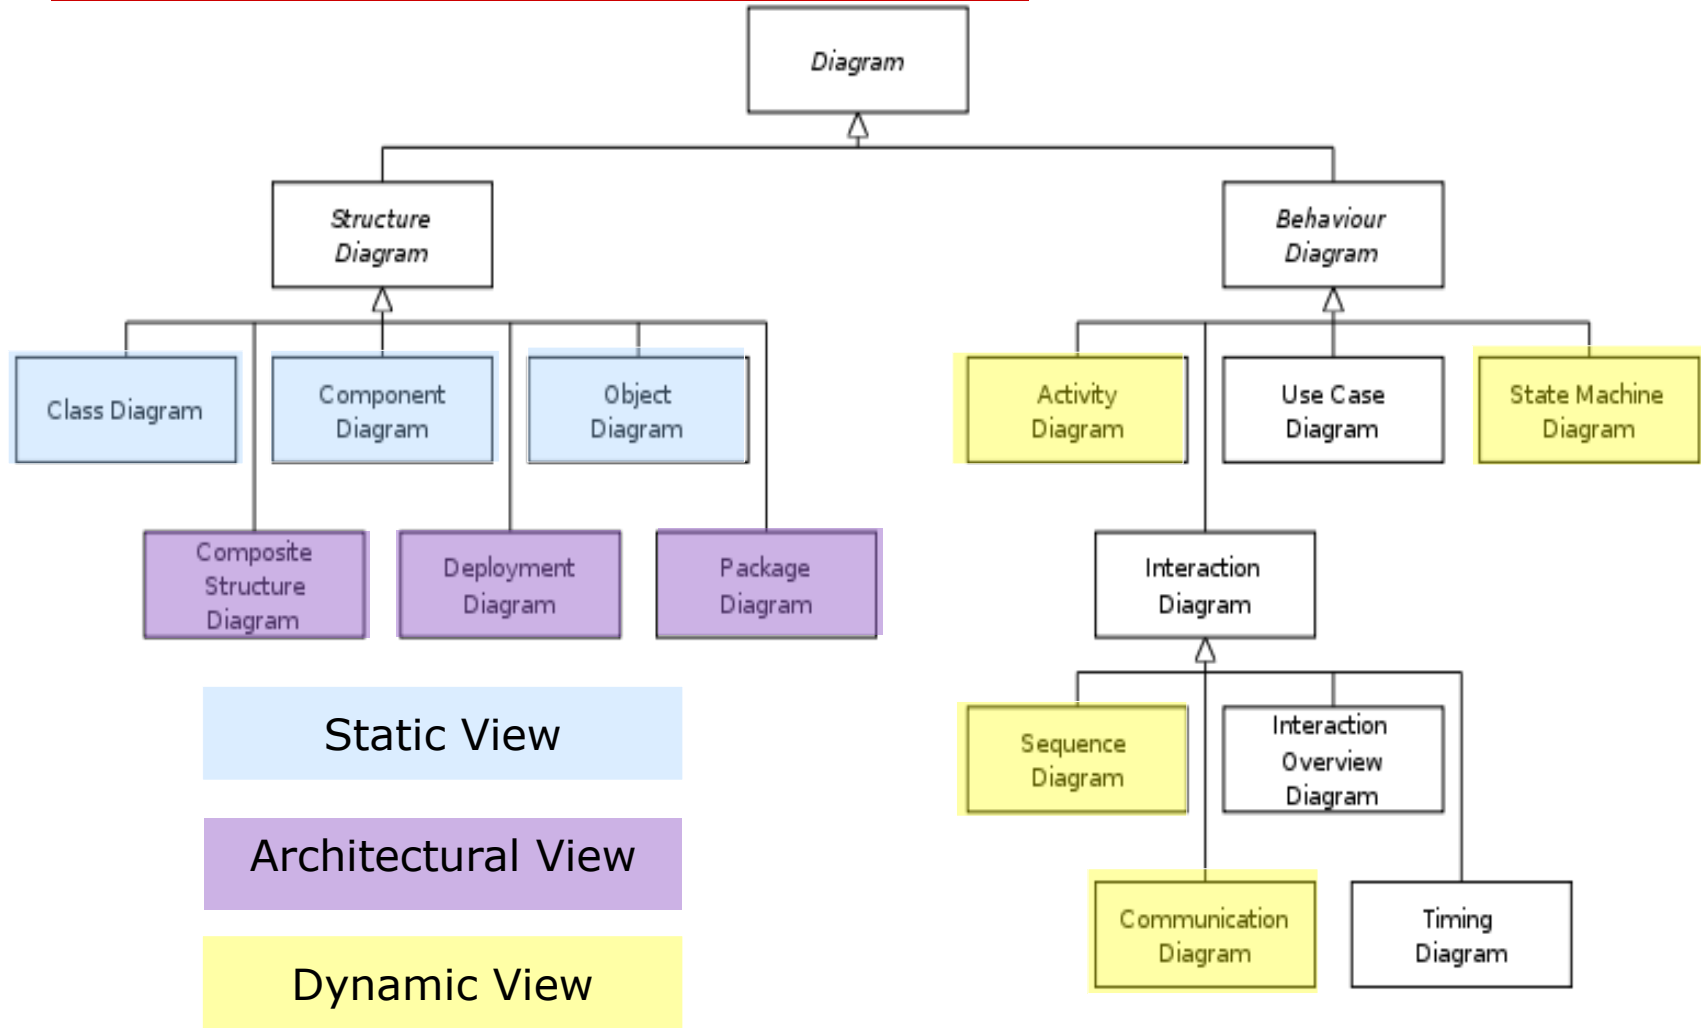 Diagram
Structure
Diagram
Behaviour
Diagram
Class Diagram
Component
Diagram
Object
Diagram
Activity
Diagram
Use Case
Diagram
State Machine
Diagram
Composite
Structure
Diagram
Deployment
Diagram
Package
Diagram
Interaction
Diagram
Sequence
Diagram
Interaction
Overview
Diagram
Communication
Diagram
Timing
Diagram
Static View
Architectural View
Dynamic View